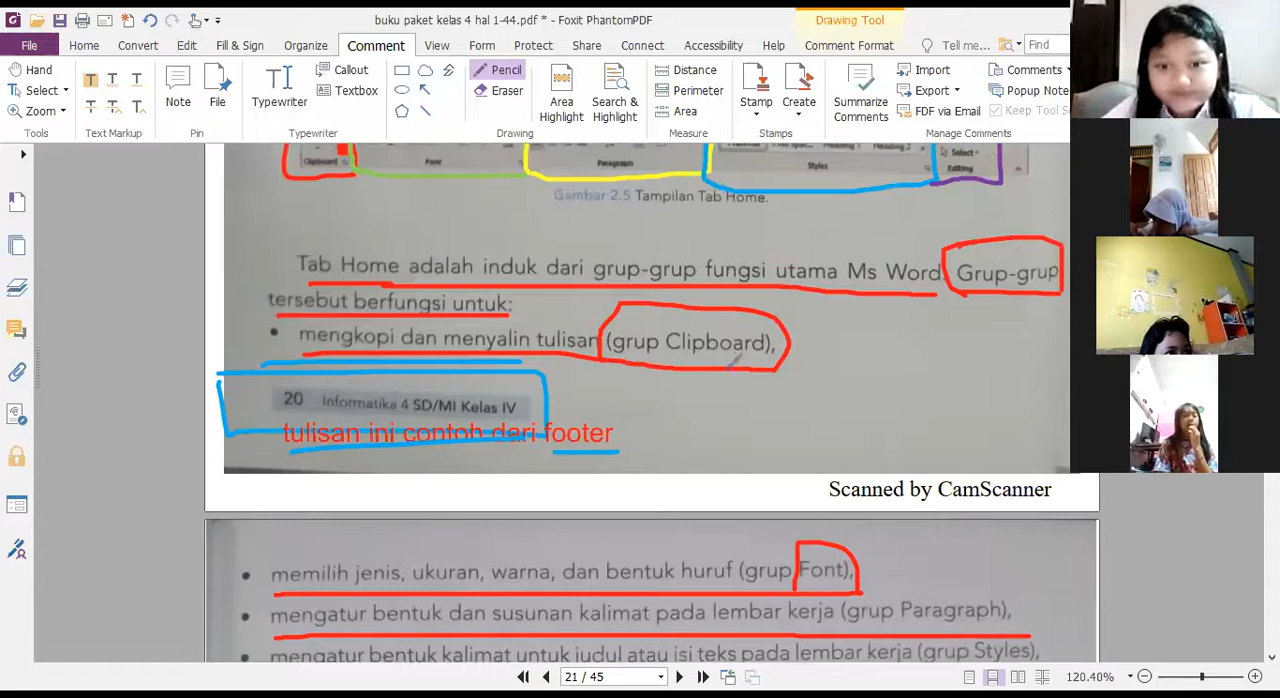 buku paket kelas 4 hal 1-44.pdf * - Foxit PhantomPDF
Drawing Tool
File Home Convert Edit Fill & Sign Organize Comment View Form Protect Share Connect Accessibility Help Comment Format Tell me... Find
Hand
Select
Zoom
Tools
Text Markup
Note
File
Pin
Typewriter
Callout
Textbox
Typewriter
Pencil
Eraser
Area Highlight
Search & Highlight
Drawing
Distance
Perimeter
Area
Measure
Stamp
Create
Stamps
Summarize Comments
Import
Export
FDF via Email
Comments
Popup Note
Keep Tool S
Manage Comments
Clipboard Font Paragraph Styles Editing
Select
Gambar 2.5 Tampilan Tab Home.
Tab Home adalah induk dari grup-grup fungsi utama Ms Word. Grup-grup
tersebut berfungsi untuk:
• mengkopi dan menyalin tulisan (grup Clipboard),
20 Informatika 4 SD/MI Kelas IV
tulisan ini contoh dari footer
Scanned by CamScanner
• memilih jenis, ukuran, warna, dan bentuk huruf (grup Font),
• mengatur bentuk dan susunan kalimat pada lembar kerja (grup Paragraph),
• mengatur bentuk kalimat untuk judul atau isi teks pada lembar kerja (grup Styles),
21 / 45
120.40%